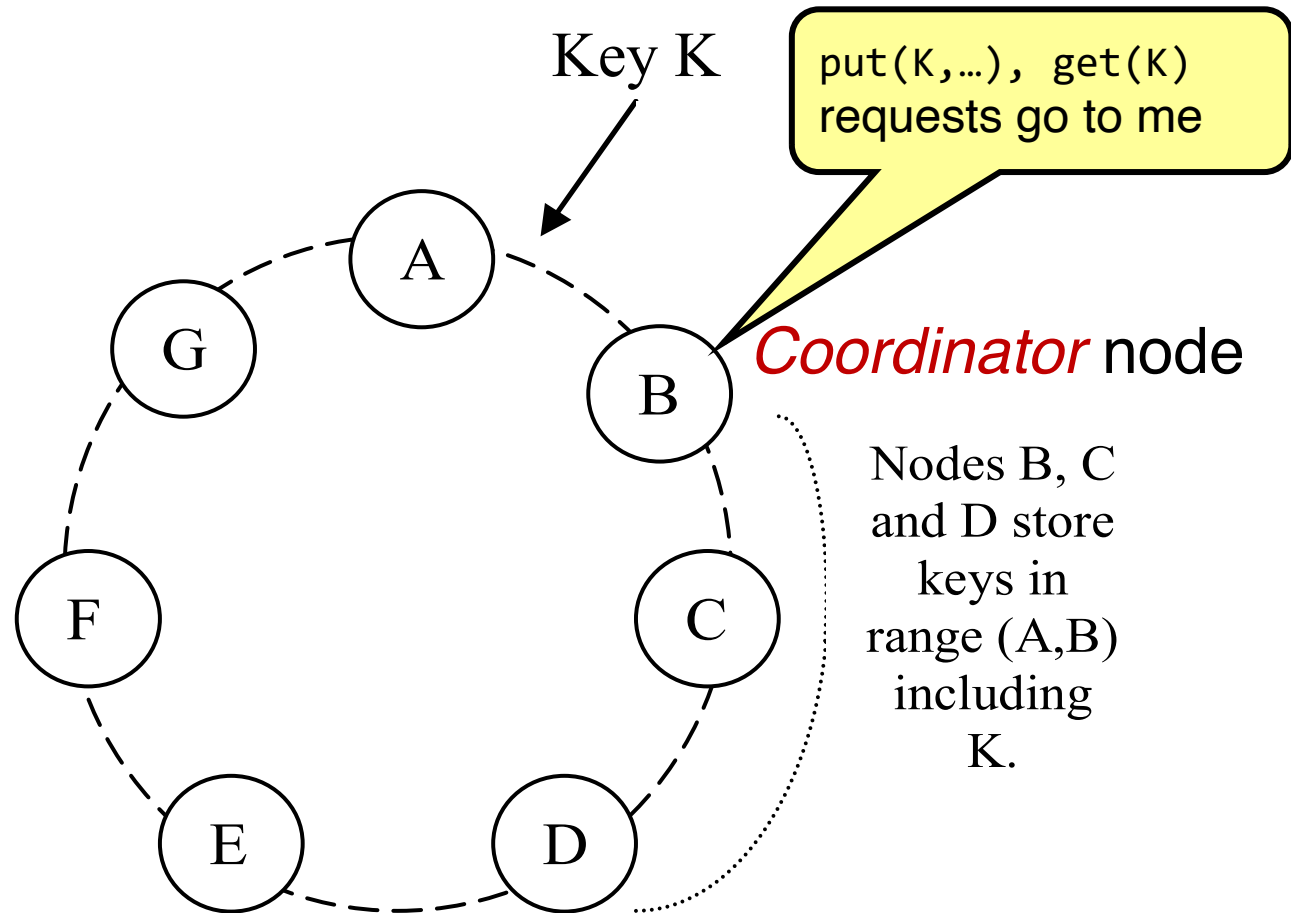 Key K
put(K,…), get(K)
requests go to me
A
G
B
Coordinator node
Nodes B, C
and D store
keys in
range (A,B)
including
K.
F
C
E
D